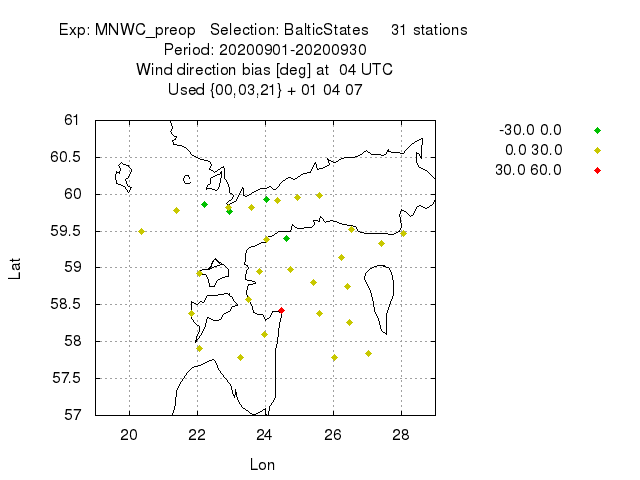 Exp: MNWC_preop   Selection: BalticStates     31 stations
Period: 20200901-20200930
Wind direction bias [deg] at  04 UTC
Used {00,03,21} + 01 04 07
-30.0 0.0
0.0 30.0
30.0 60.0
61
60.5
60
59.5
59
58.5
58
57.5
57
Lat
20 22 24 26 28
Lon